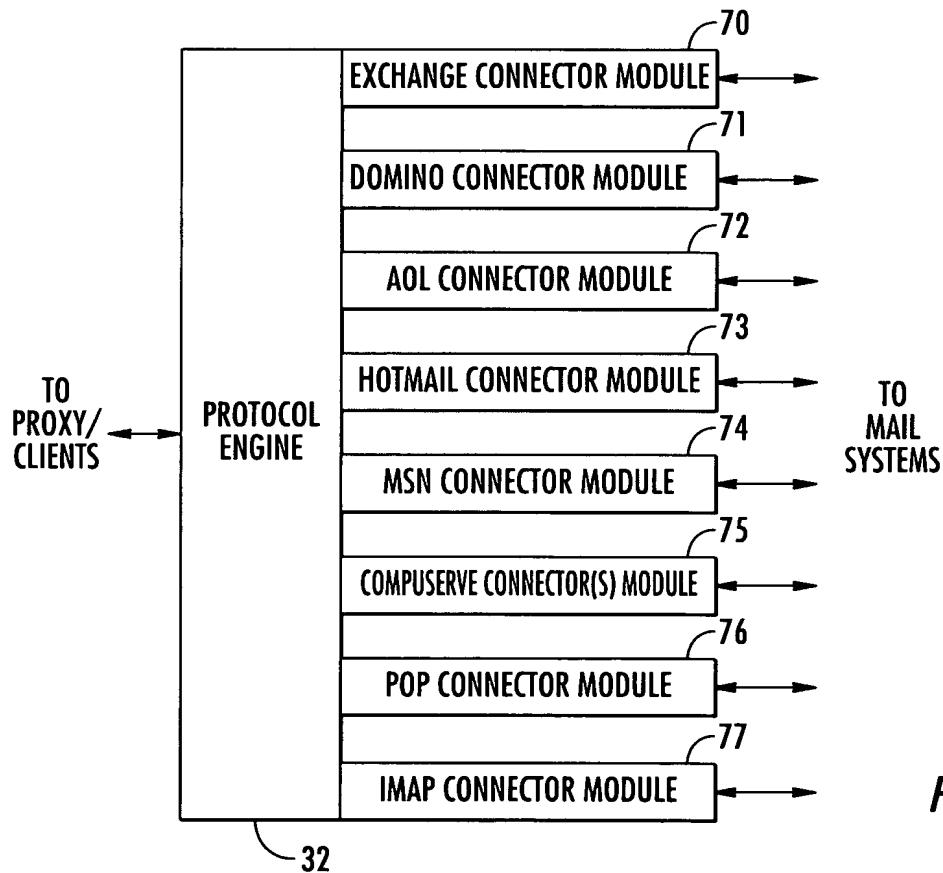 70
EXCHANGE CONNECTOR MODULE
71
DOMINO CONNECTOR MODULE
72
AOL CONNECTOR MODULE
73
HOTMAIL CONNECTOR MODULE
TO
PROXY/
CLIENTS
PROTOCOL
ENGINE
TO
MAIL
SYSTEMS
74
MSN CONNECTOR MODULE
75
COMPUSERVE CONNECTOR(S) MODULE
76
POP CONNECTOR MODULE
77
IMAP CONNECTOR MODULE
32